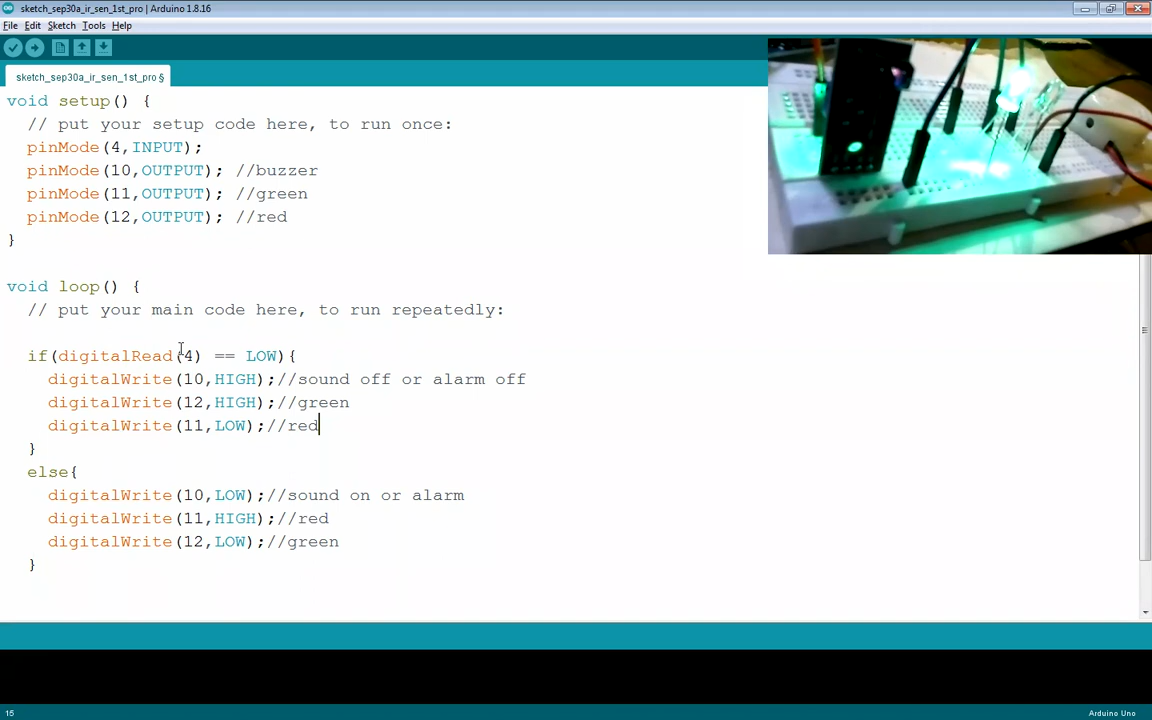 sketch_sep30a_ir_sen_1st_pro | Arduino 1.8.16
File Edit Sketch Tools Help
sketch_sep30a_ir_sen_1st_pro §
void setup() {
// put your setup code here, to run once:
pinMode(4,INPUT);
pinMode(10,OUTPUT); //buzzer
pinMode(11,OUTPUT); //green
pinMode(12,OUTPUT); //red
}
void loop() {
// put your main code here, to run repeatedly:
if(digitalRead(4) == LOW){
digitalWrite(10,HIGH);//sound off or alarm off
digitalWrite(12,HIGH);//green
digitalWrite(11,LOW);//red
}
else{
digitalWrite(10,LOW);//sound on or alarm
digitalWrite(11,HIGH);//red
digitalWrite(12,LOW);//green
}
15
Arduino Uno